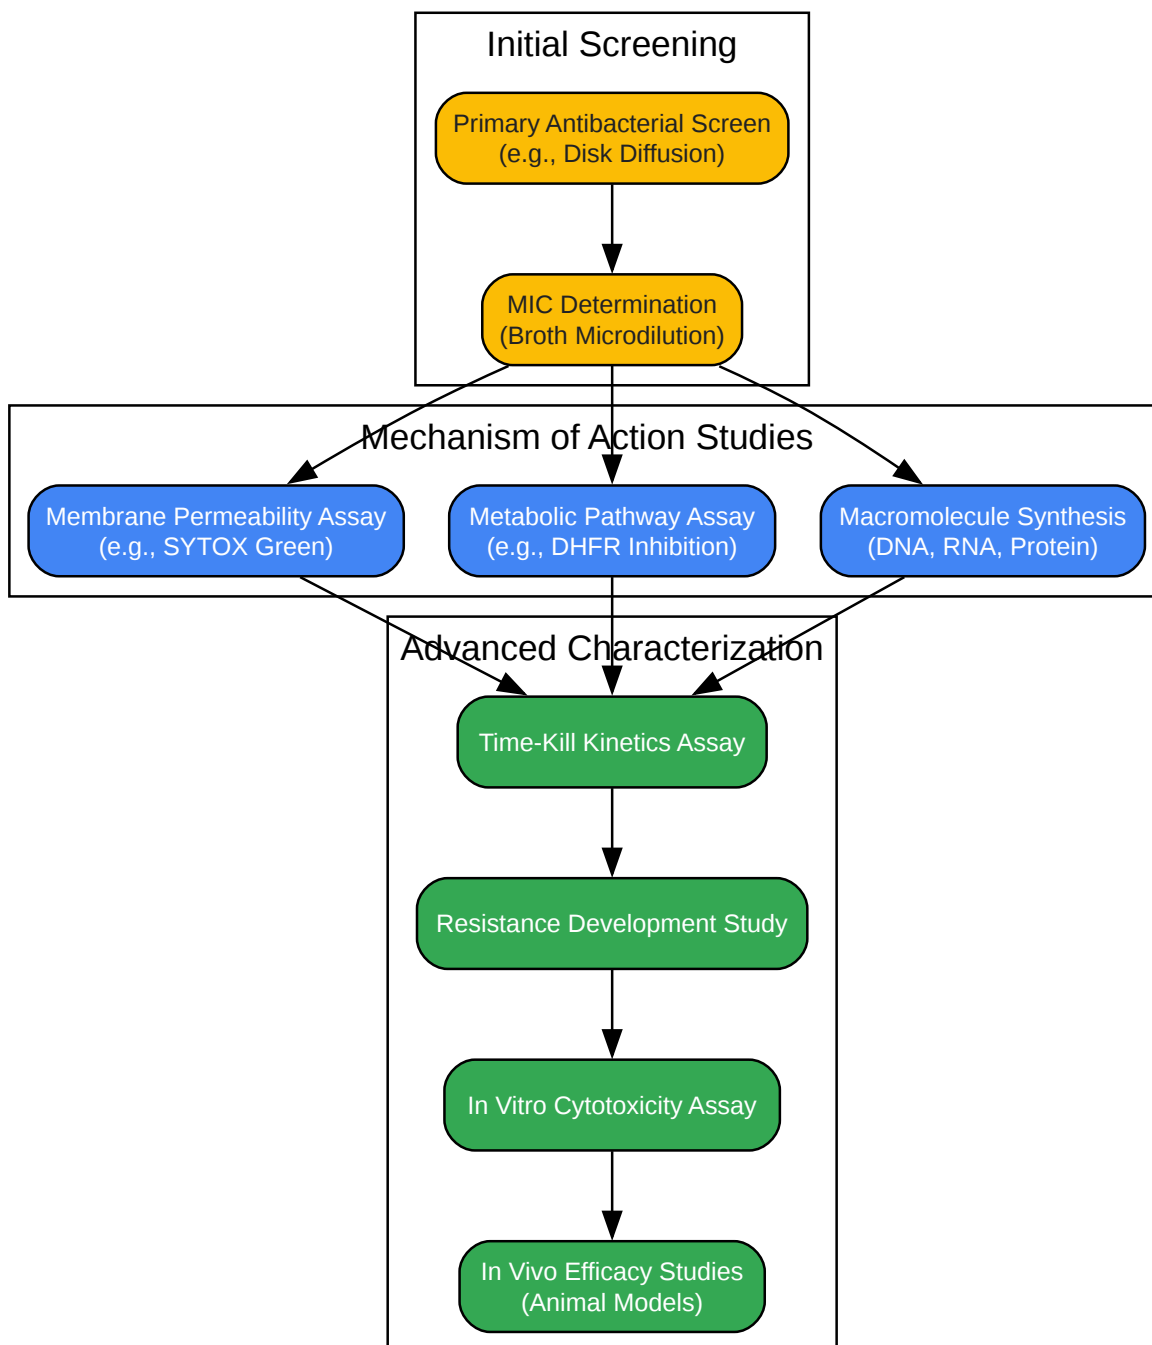 Initial Screening
Primary Antibacterial Screen
(e.g., Disk Diffusion)
MIC Determination
(Broth Microdilution)
Mechanism of Action Studies
Membrane Permeability Assay
(e.g., SYTOX Green)
Metabolic Pathway Assay
(e.g., DHFR Inhibition)
Macromolecule Synthesis
(DNA, RNA, Protein)
Advanced Characterization
Time-Kill Kinetics Assay
Resistance Development Study
In Vitro Cytotoxicity Assay
In Vivo Efficacy Studies
(Animal Models)